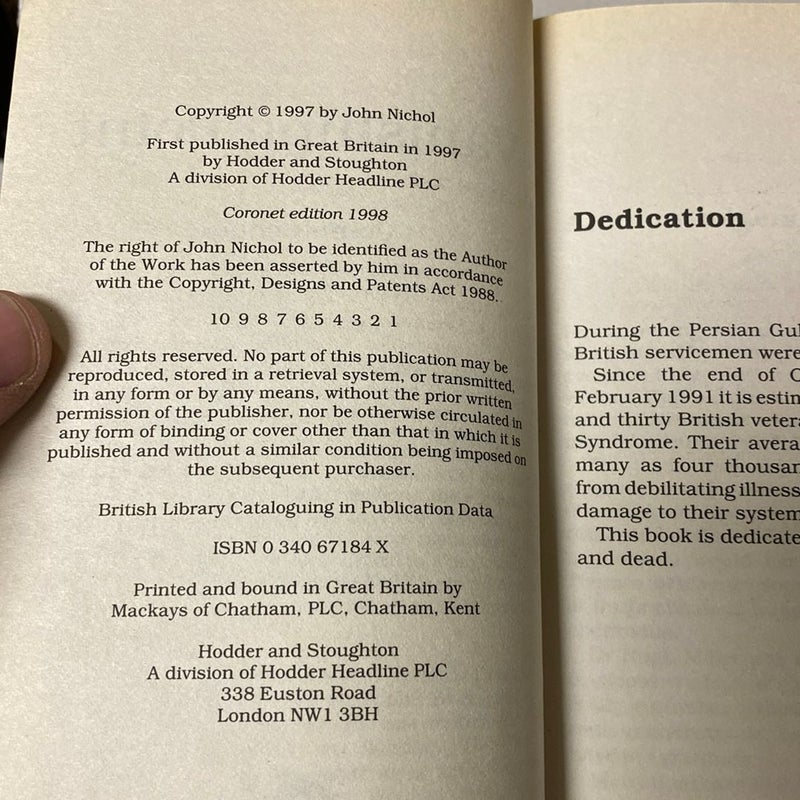 Copyright © 1997 by John Nichol
First published in Great Britain in 1997
by Hodder and Stoughton
A division of Hodder Headline PLC
Coronet edition 1998
The right of John Nichol to be identified as the Author
of the Work has been asserted by him in accordance
with the Copyright, Designs and Patents Act 1988.
10 9 8 7 6 5 4 3 2 1
All rights reserved. No part of this publication may be
reproduced, stored in a retrieval system, or transmitted,
in any form or by any means, without the prior written
permission of the publisher, nor be otherwise circulated in
any form of binding or cover other than that in which it is
published and without a similar condition being imposed on
the subsequent purchaser.
British Library Cataloguing in Publication Data
ISBN 0 340 67184 X
Printed and bound in Great Britain by
Mackays of Chatham, PLC, Chatham, Kent
Hodder and Stoughton
A division of Hodder Headline PLC
338 Euston Road
London NW1 3BH
Dedication
During the Persian Gul
British servicemen were
Since the end of
February 1991 it is estim
and thirty British vetera
Syndrome. Their avera
many as four thousan
from debilitating illness
damage to their system
This book is dedicate
and dead.